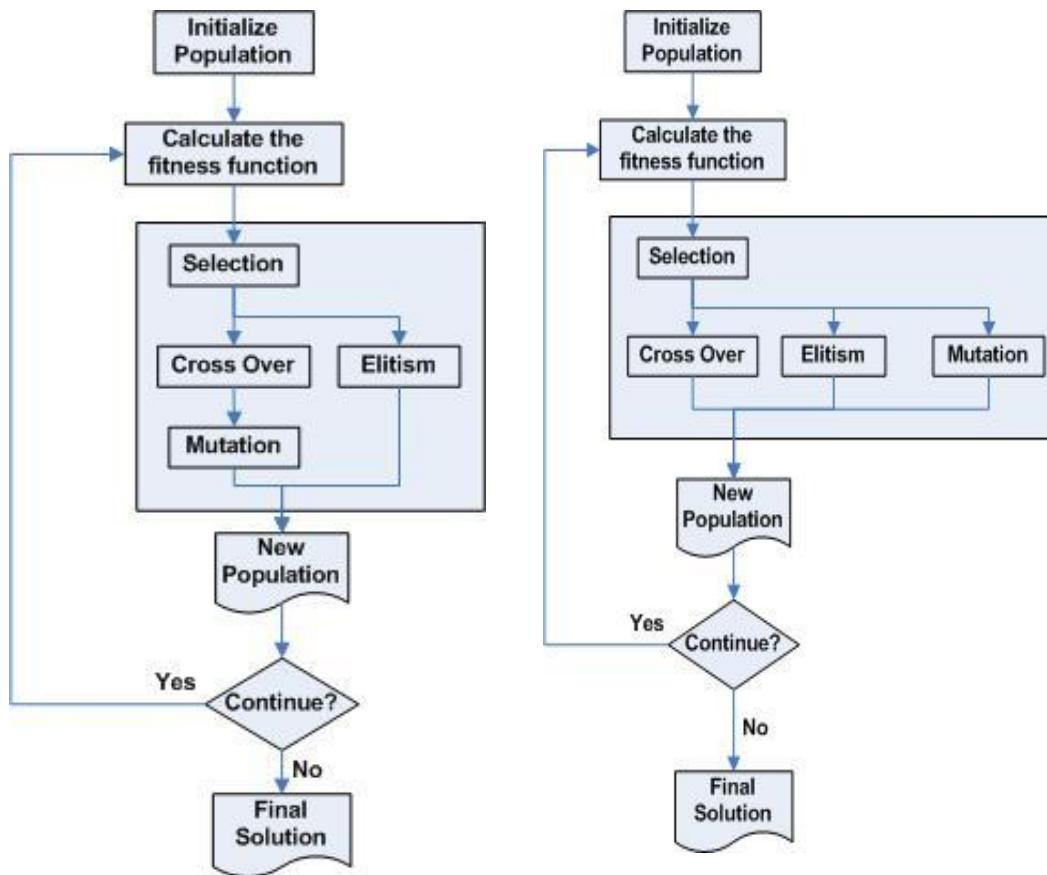 Initialize
Population
Calculate the
fitness function
Selection
Cross Over
Elitism
Mutation
New
Population
Yes
Continue?
No
Final
Solution
Initialize
Population
Calculate the
fitness function
Selection
Cross Over
Elitism
Mutation
New
Population
Yes
Continue?
No
Final
Solution